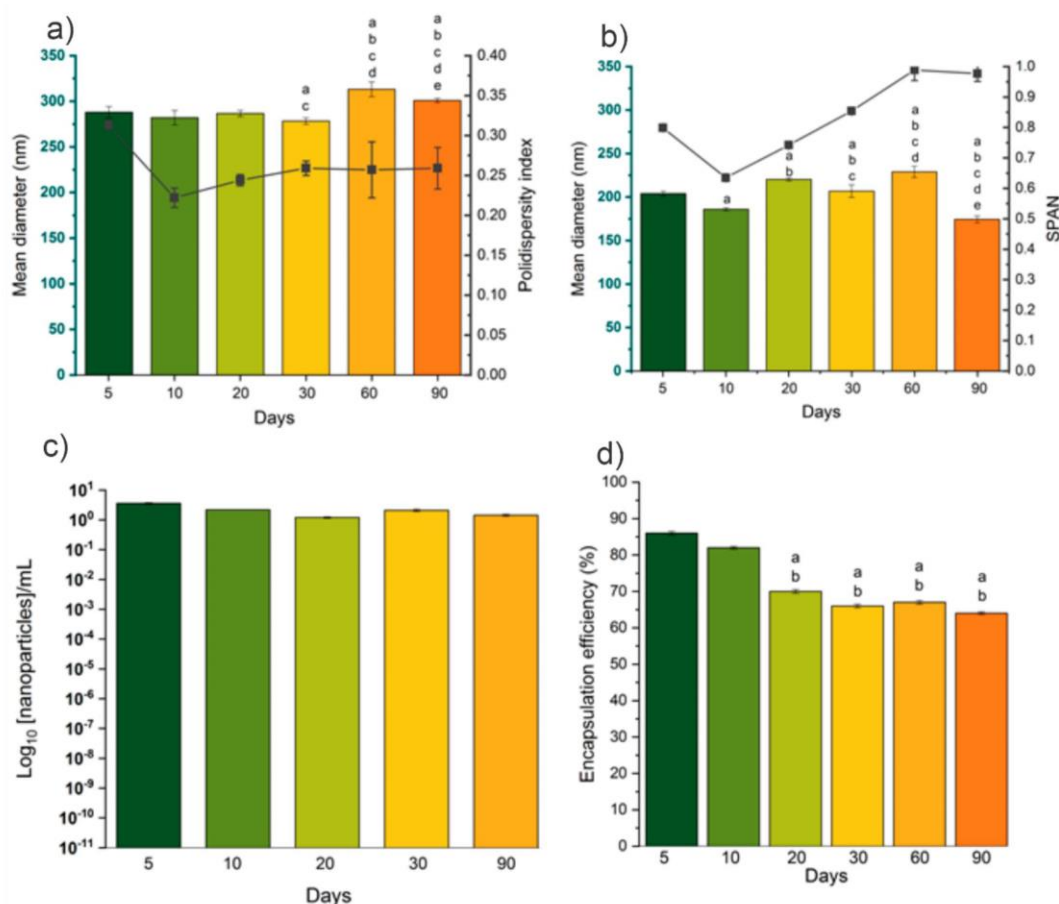 a)
350
300
250
200
150
100
50
0
Mean diameter (nm)
0.40
0.35
0.30
0.25
0.20
0.15
0.10
0.05
0.00
Polidispersity index
a
c
a
b
c
d
a
b
c
d
e
5 10 20 30 60 90
Days
b)
350
300
250
200
150
100
50
0
Mean diameter (nm)
1.0
0.9
0.8
0.7
0.6
0.5
0.4
0.3
0.2
0.1
0.0
SPAN
a
a
b
a
b
c
a
b
c
d
a
b
c
d
e
5 10 20 30 60 90
Days
c)
10¹
10⁰
10⁻¹
10⁻²
10⁻³
10⁻⁴
10⁻⁵
10⁻⁶
10⁻⁷
10⁻⁸
10⁻⁹
10⁻¹⁰
10⁻¹¹
Log₁₀ [nanoparticles]/mL
5 10 20 30 90
Days
d)
100
90
80
70
60
50
40
30
20
10
0
Encapsulation efficiency (%)
a
b
a
b
a
b
a
b
5 10 20 30 60 90
Days